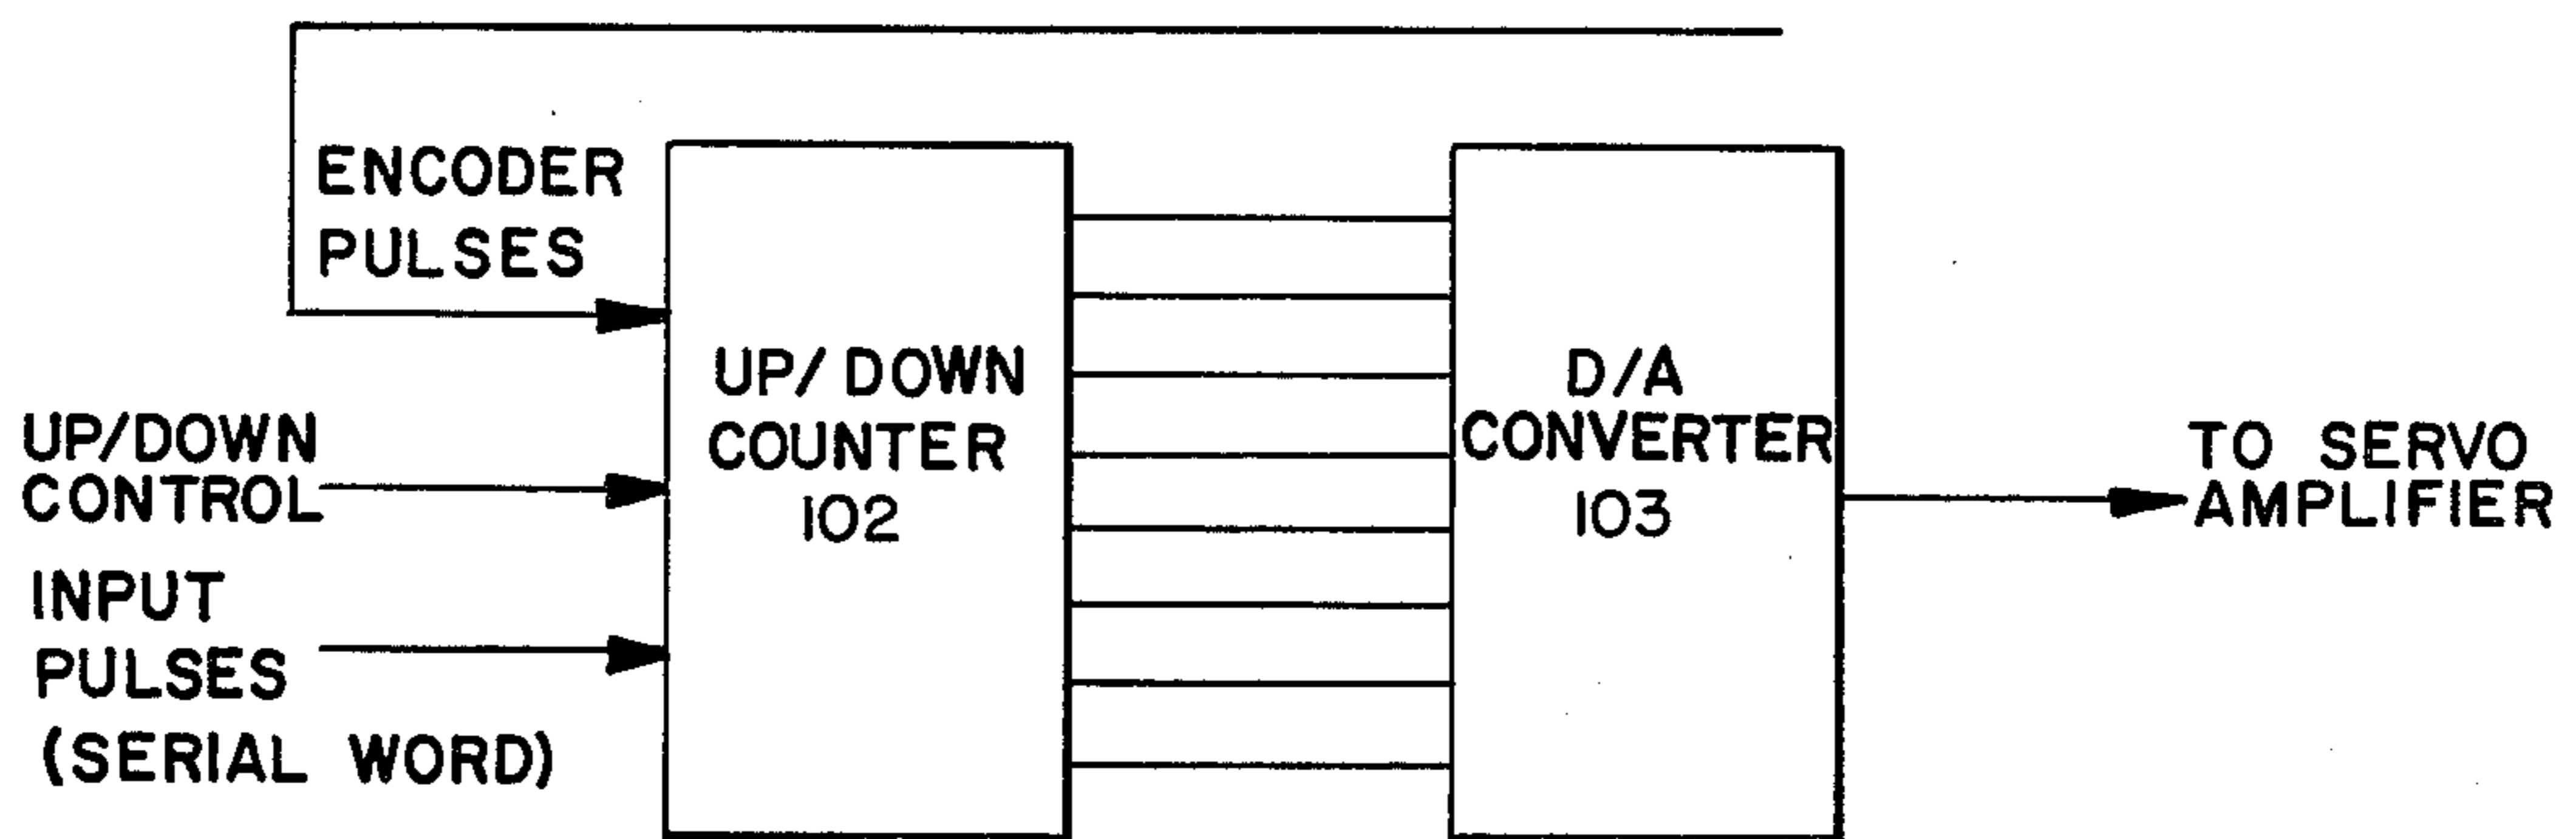 ENCODER
PULSES
UP/DOWN
CONTROL
INPUT
PULSES
(SERIAL WORD)
UP/DOWN
COUNTER
102
D/A
CONVERTER
103
TO SERVO
AMPLIFIER